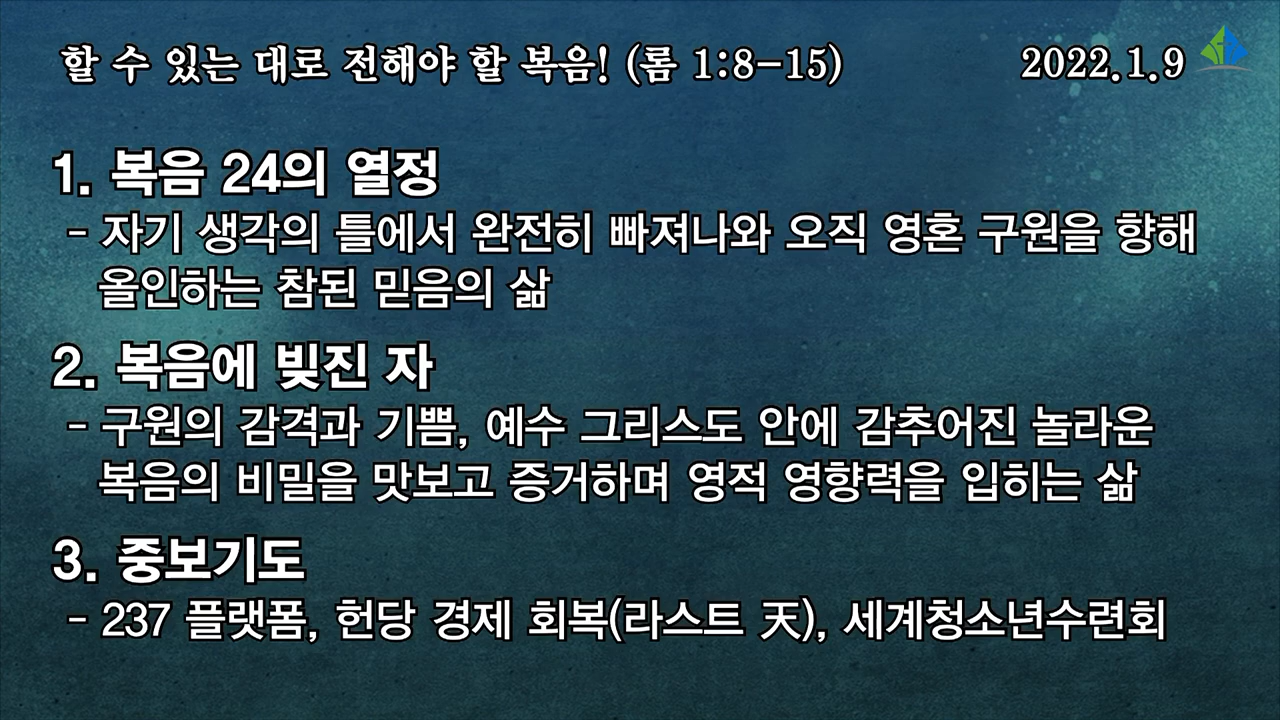 할 수 있는 대로 전해야 할 복음! (롬 1:8-15) 2022.1.9
1. 복음 24의 열정
- 자기 생각의 틀에서 완전히 빠져나와 오직 영혼 구원을 향해
올인하는 참된 믿음의 삶
2. 복음에 빚진 자
- 구원의 감격과 기쁨, 예수 그리스도 안에 감추어진 놀라운
복음의 비밀을 맛보고 증거하며 영적 영향력을 입히는 삶
3. 중보기도
- 237 플랫폼, 헌당 경제 회복(라스트 天), 세계청소년수련회